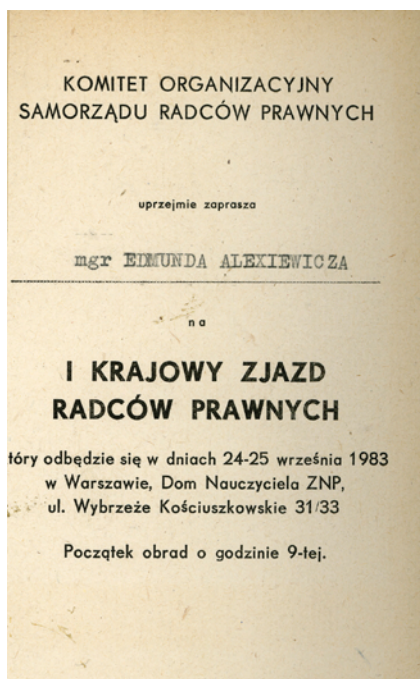 KOMITET ORGANIZACYJNY
SAMORZĄDU RADCÓW PRAWNYCH
uprzejmie zaprasza
mgr EDMUNDA ALEXIEWICZA
na
I KRAJOWY ZJAZD
RADCÓW PRAWNYCH
tóry odbędzie się w dniach 24-25 września 1983
w Warszawie, Dom Nauczyciela ZNP,
ul. Wybrzeże Kościuszkowskie 31/33
Początek obrad o godzinie 9-tej.